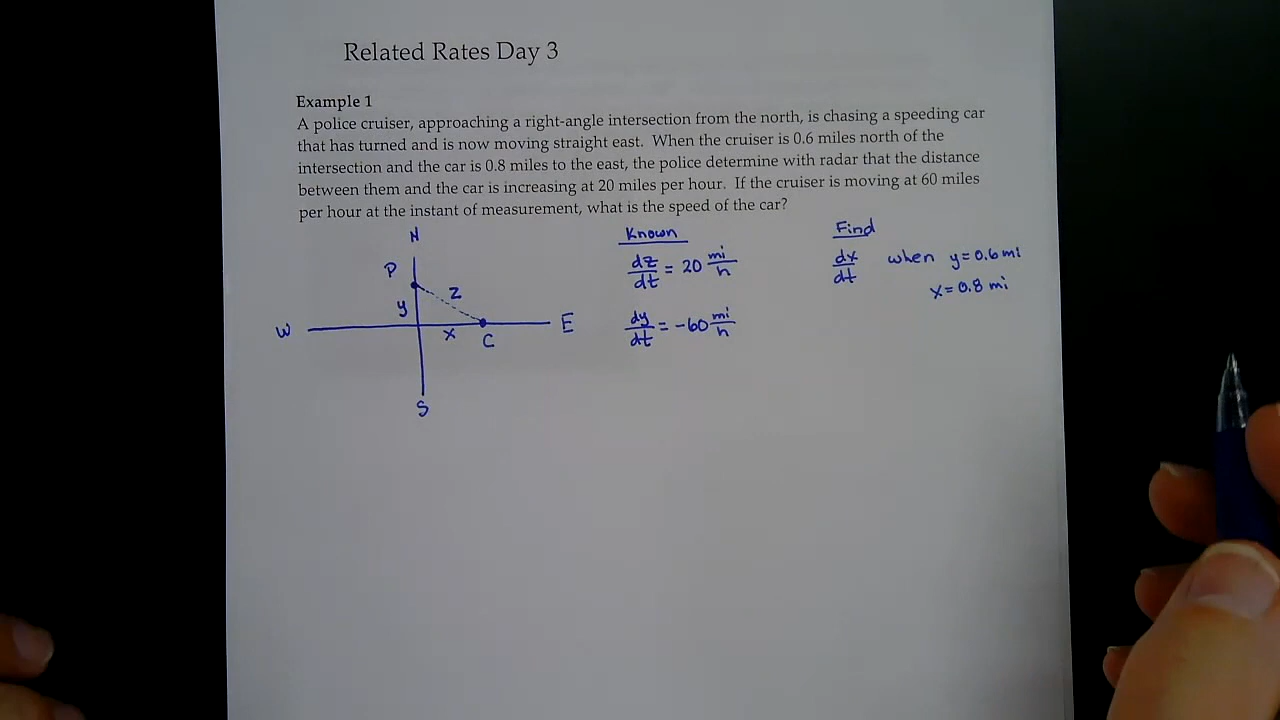 Related Rates Day 3
Example 1
A police cruiser, approaching a right-angle intersection from the north, is chasing a speeding car
that has turned and is now moving straight east. When the cruiser is 0.6 miles north of the
intersection and the car is 0.8 miles to the east, the police determine with radar that the distance
between them and the car is increasing at 20 miles per hour. If the cruiser is moving at 60 miles
per hour at the instant of measurement, what is the speed of the car?
N
P
z
y
W
x
C
E
S
Known
dz/dt = 20 mi/h
dy/dt = -60 mi/h
Find
dx/dt when y=0.6 mi
x=0.8 mi